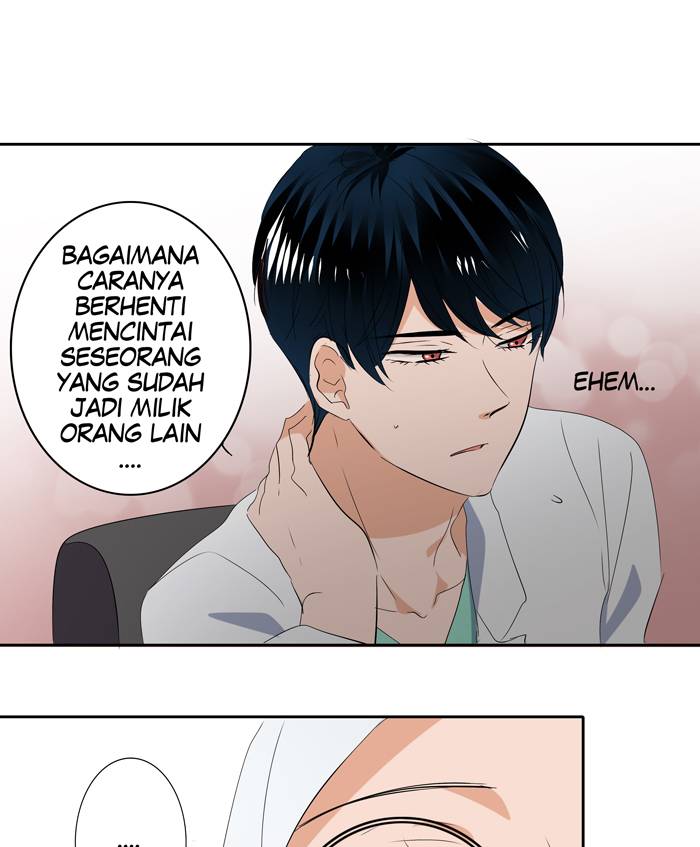 BAGAIMANA
CARANYA
BERHENTI
MENCINTAI
SESEORANG
YANG SUDAH
JADI MILIK
ORANG LAIN
....
EHEM...
....